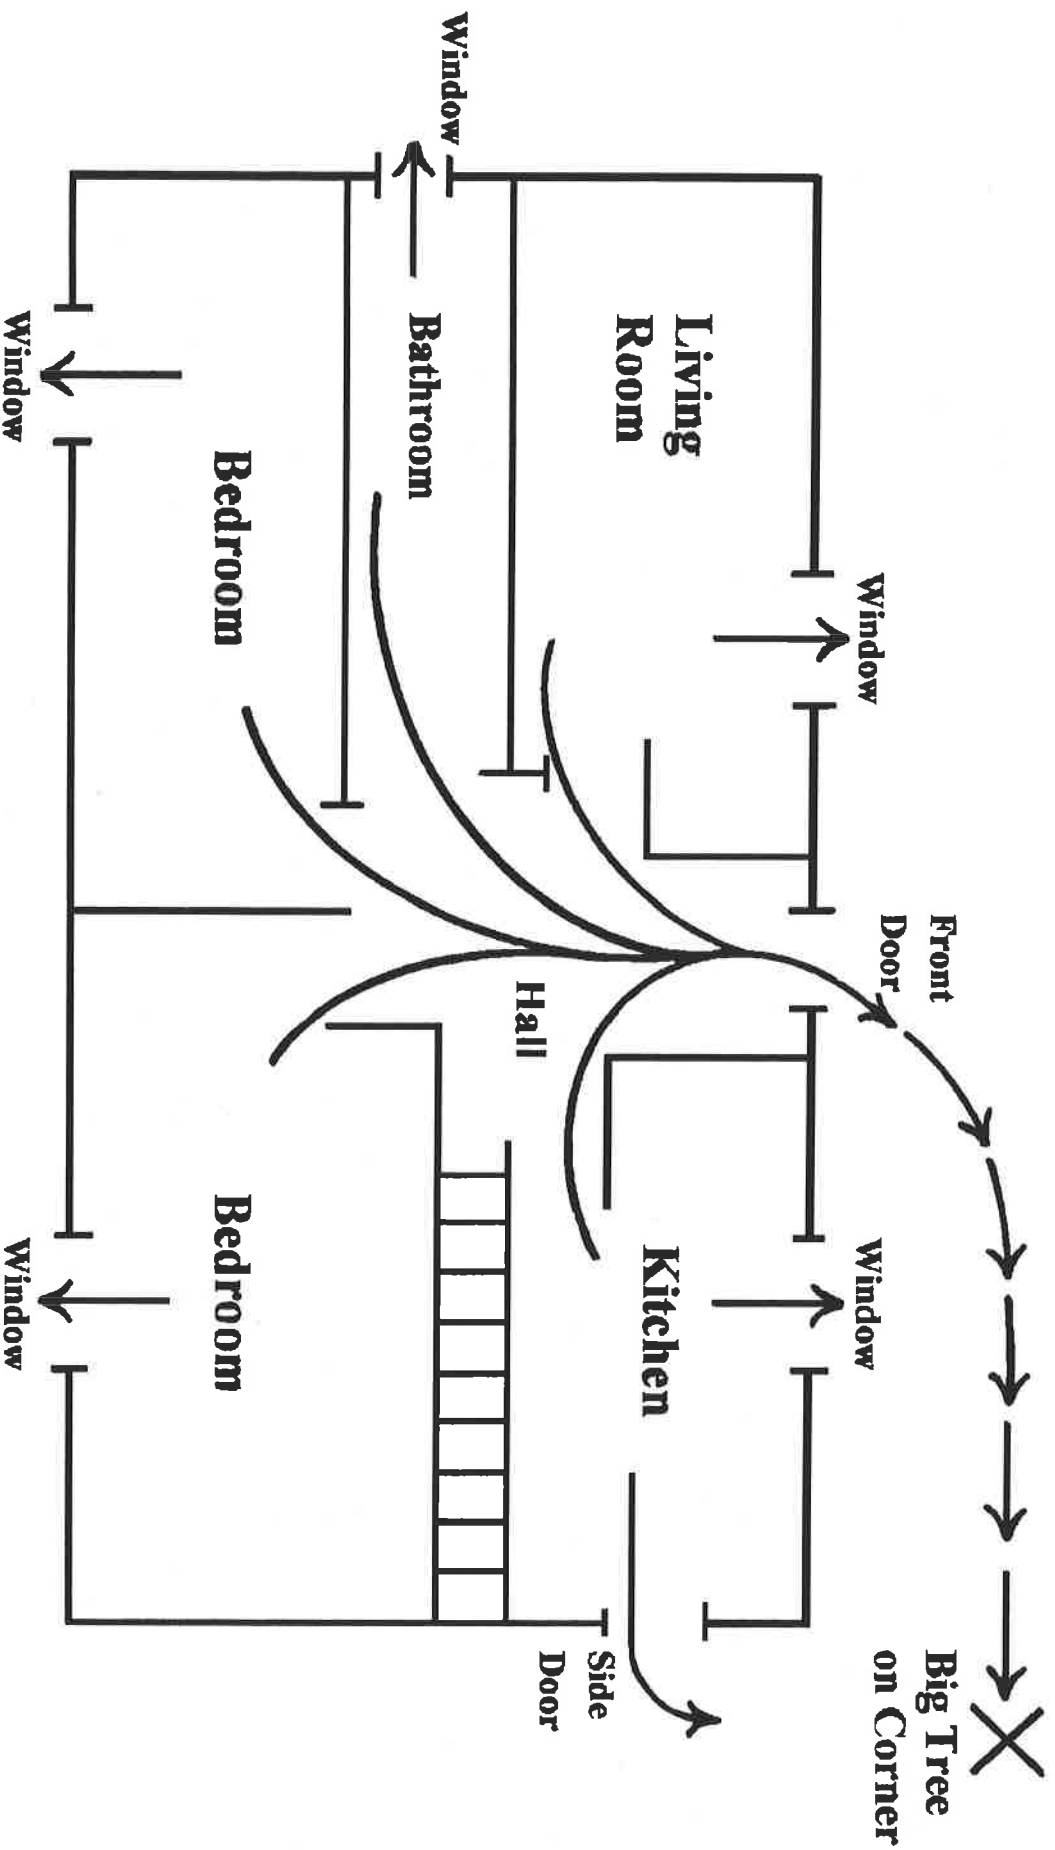 Front
Door
Big Tree
on Corner
Window
Window
Living
Room
Kitchen
Side
Door
Hall
Window
Bathroom
Bedroom
Bedroom
Window
Window